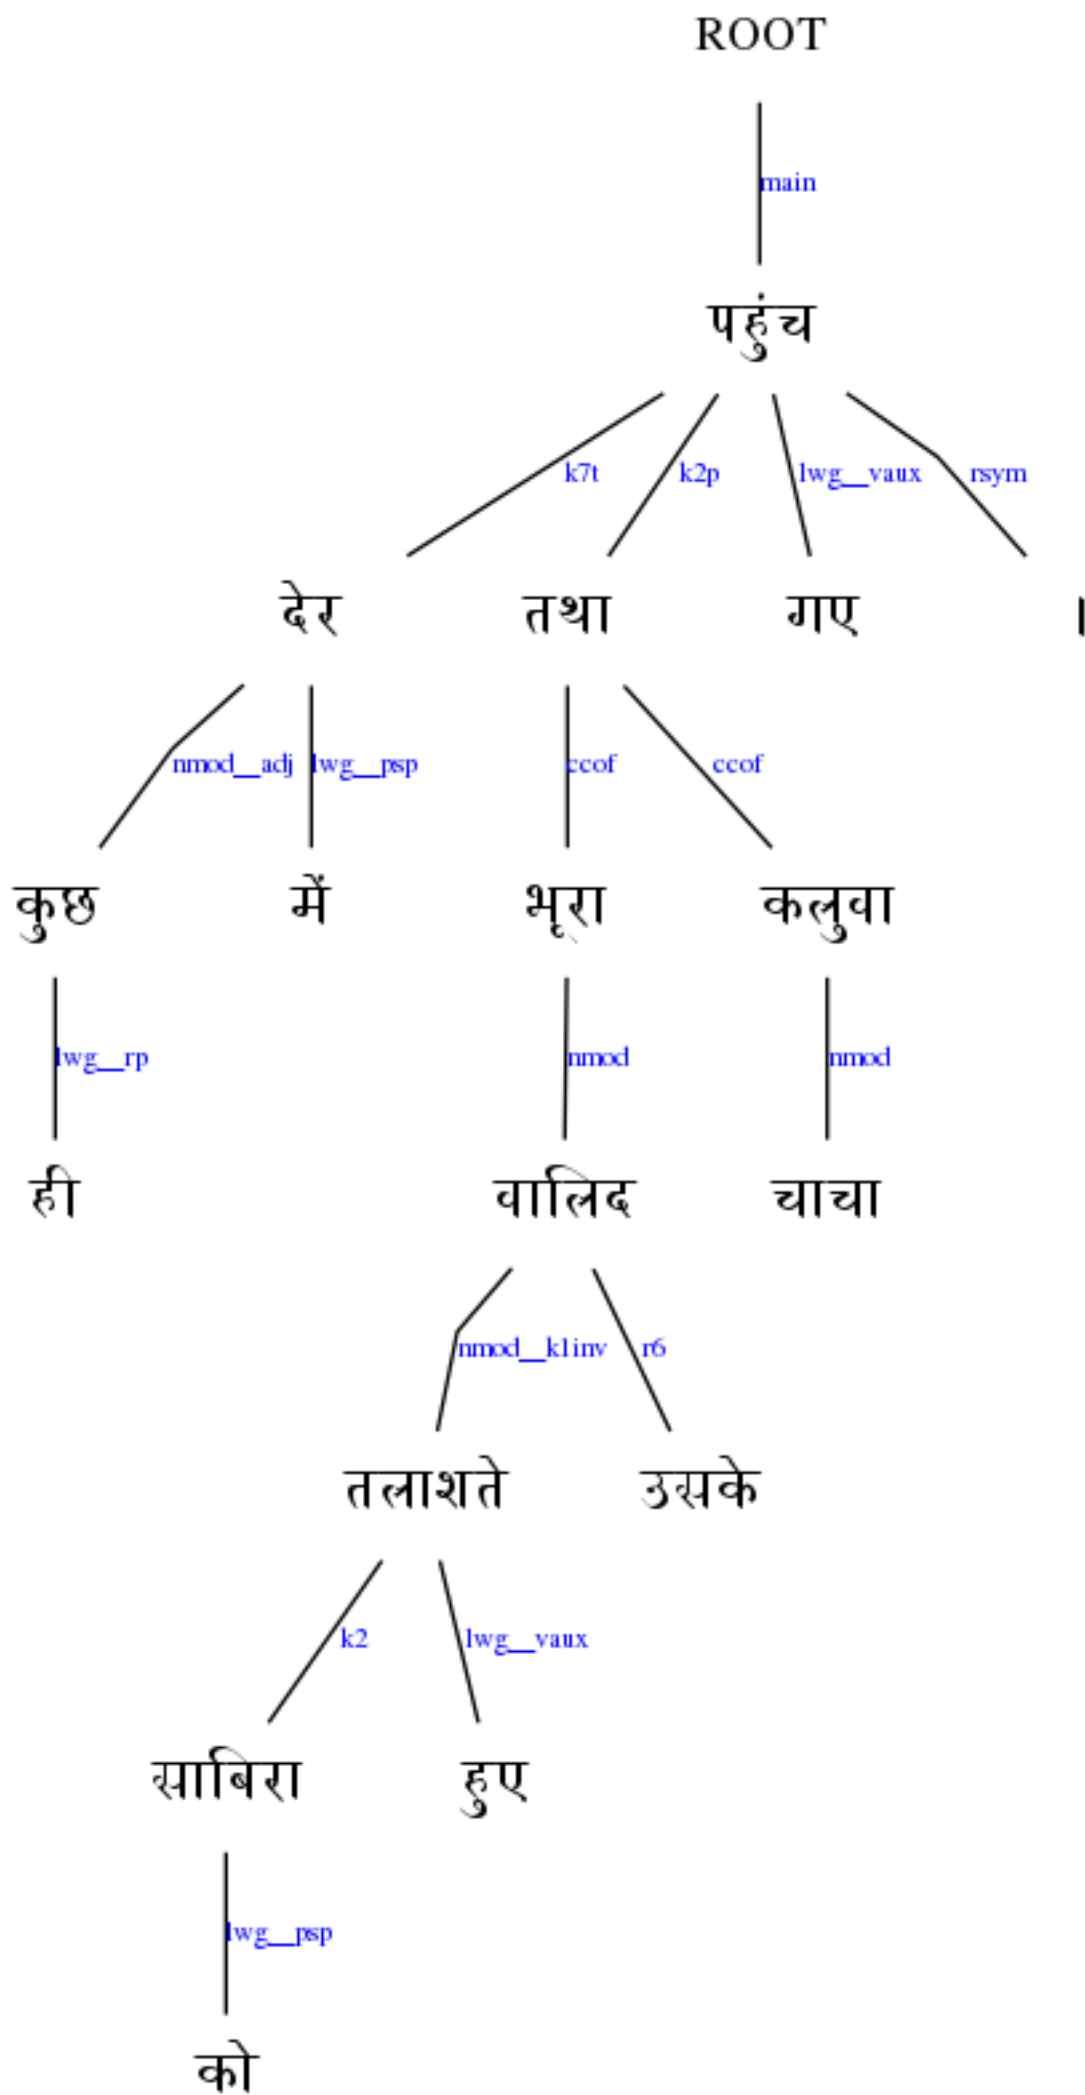 ROOT
main
पहुंच
k7t k2p lwg__vaux rsym
देर तथा गए ।
nmod__adj lwg__psp ccof ccof
कुछ में भूरा कलुवा
lwg__rp nmod nmod
ही वालिद चाचा
nmod__k1inv r6
तलाशते उसके
k2 lwg__vaux
साबिरा हुए
lwg__psp
को